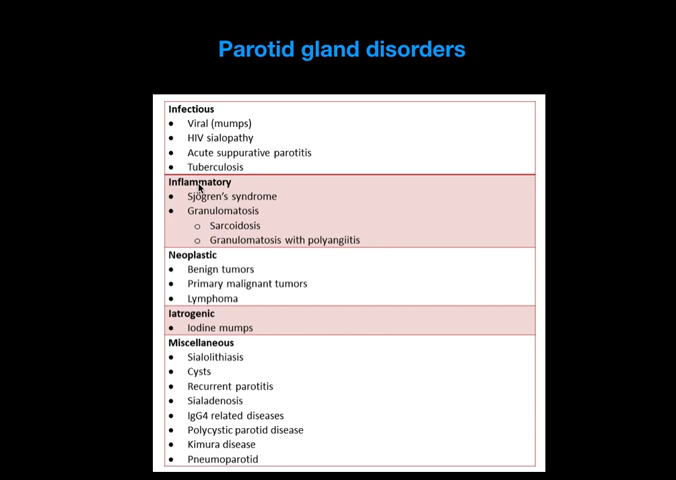 Parotid gland disorders
Infectious
• Viral (mumps)
• HIV sialopathy
• Acute suppurative parotitis
• Tuberculosis
Inflammatory
• Sjögren's syndrome
• Granulomatosis
o Sarcoidosis
o Granulomatosis with polyangiitis
Neoplastic
• Benign tumors
• Primary malignant tumors
• Lymphoma
Iatrogenic
• Iodine mumps
Miscellaneous
• Sialolithiasis
• Cysts
• Recurrent parotitis
• Sialadenosis
• IgG4 related diseases
• Polycystic parotid disease
• Kimura disease
• Pneumoparotid